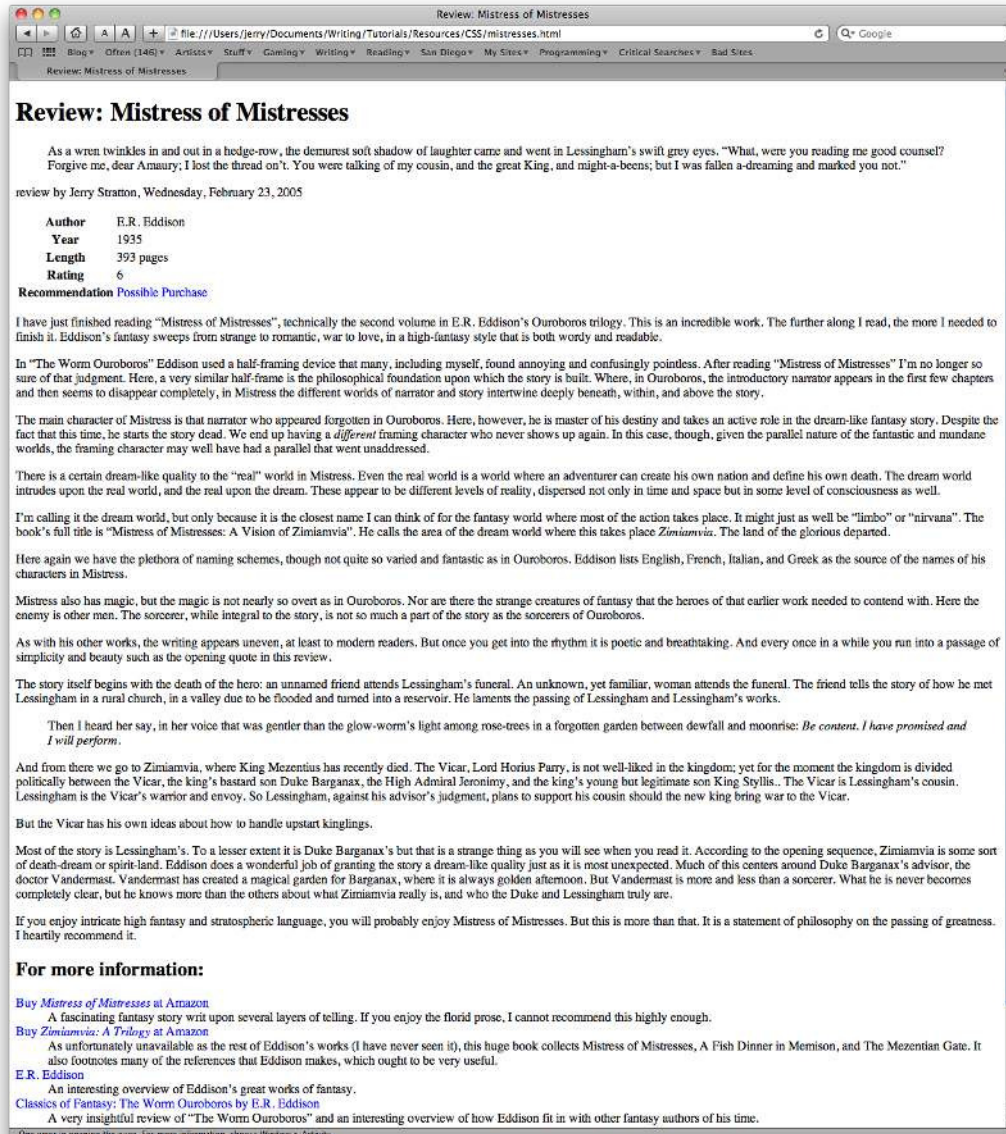 Review: Mistress of Mistresses
A A + file:///Users/jerry/Documents/Writing/Tutorials/Resources/CSS/mistresses.html Google
Blog Often (146) Artists Stuff Gaming Writing Reading San Diego My Sites Programming Critical Searches Bad Sites
Review: Mistress of Mistresses
Review: Mistress of Mistresses
As a wren twinkles in and out in a hedge-row, the demurest soft shadow of laughter came and went in Lessingham's swift grey eyes. “What, were you reading me good counsel?
Forgive me, dear Amaury; I lost the thread on't. You were talking of my cousin, and the great King, and might-a-beens; but I was fallen a-dreaming and marked you not.”
review by Jerry Stratton, Wednesday, February 23, 2005
Author E.R. Eddison
Year 1935
Length 393 pages
Rating 6
Recommendation Possible Purchase
I have just finished reading “Mistress of Mistresses”, technically the second volume in E.R. Eddison's Ouroboros trilogy. This is an incredible work. The further along I read, the more I needed to
finish it. Eddison's fantasy sweeps from strange to romantic, war to love, in a high-fantasy style that is both wordy and readable.
In “The Worm Ouroboros” Eddison used a half-framing device that many, including myself, found annoying and confusingly pointless. After reading “Mistress of Mistresses” I'm no longer so
sure of that judgment. Here, a very similar half-frame is the philosophical foundation upon which the story is built. Where, in Ouroboros, the introductory narrator appears in the first few chapters
and then seems to disappear completely, in Mistress the different worlds of narrator and story intertwine deeply beneath, within, and above the story.
The main character of Mistress is that narrator who appeared forgotten in Ouroboros. Here, however, he is master of his destiny and takes an active role in the dream-like fantasy story. Despite the
fact that this time, he starts the story dead. We end up having a different framing character who never shows up again. In this case, though, given the parallel nature of the fantastic and mundane
worlds, the framing character may well have had a parallel that went unaddressed.
There is a certain dream-like quality to the “real” world in Mistress. Even the real world is a world where an adventurer can create his own nation and define his own death. The dream world
intrudes upon the real world, and the real upon the dream. These appear to be different levels of reality, dispersed not only in time and space but in some level of consciousness as well.
I'm calling it the dream world, but only because it is the closest name I can think of for the fantasy world where most of the action takes place. It might just as well be “limbo” or “nirvana”. The
book's full title is “Mistress of Mistresses: A Vision of Zimiamvia”. He calls the area of the dream world where this takes place Zimiamvia. The land of the glorious departed.
Here again we have the plethora of naming schemes, though not quite so varied and fantastic as in Ouroboros. Eddison lists English, French, Italian, and Greek as the source of the names of his
characters in Mistress.
Mistress also has magic, but the magic is not nearly so overt as in Ouroboros. Nor are there the strange creatures of fantasy that the heroes of that earlier work needed to contend with. Here the
enemy is other men. The sorcerer, while integral to the story, is not so much a part of the story as the sorcerers of Ouroboros.
As with his other works, the writing appears uneven, at least to modern readers. But once you get into the rhythm it is poetic and breathtaking. And every once in a while you run into a passage of
simplicity and beauty such as the opening quote in this review.
The story itself begins with the death of the hero: an unnamed friend attends Lessingham's funeral. An unknown, yet familiar, woman attends the funeral. The friend tells the story of how he met
Lessingham in a rural church, in a valley due to be flooded and turned into a reservoir. He laments the passing of Lessingham and Lessingham's works.
Then I heard her say, in her voice that was gentler than the glow-worm's light among rose-trees in a forgotten garden between dewfall and moonrise: Be content. I have promised and
I will perform.
And from there we go to Zimiamvia, where King Mezentius has recently died. The Vicar, Lord Horius Parry, is not well-liked in the kingdom; yet for the moment the kingdom is divided
politically between the Vicar, the king's bastard son Duke Barganax, the High Admiral Jeronimy, and the king's young but legitimate son King Styllis.. The Vicar is Lessingham's cousin.
Lessingham is the Vicar's warrior and envoy. So Lessingham, against his advisor's judgment, plans to support his cousin should the new king bring war to the Vicar.
But the Vicar has his own ideas about how to handle upstart kinglings.
Most of the story is Lessingham's. To a lesser extent it is Duke Barganax's but that is a strange thing as you will see when you read it. According to the opening sequence, Zimiamvia is some sort
of death-dream or spirit-land. Eddison does a wonderful job of granting the story a dream-like quality just as it is most unexpected. Much of this centers around Duke Barganax's advisor, the
doctor Vandermast. Vandermast has created a magical garden for Barganax, where it is always golden afternoon. But Vandermast is more and less than a sorcerer. What he is never becomes
completely clear, but he knows more than the others about what Zimiamvia really is, and who the Duke and Lessingham truly are.
If you enjoy intricate high fantasy and stratospheric language, you will probably enjoy Mistress of Mistresses. But this is more than that. It is a statement of philosophy on the passing of greatness.
I heartily recommend it.
For more information:
Buy Mistress of Mistresses at Amazon
A fascinating fantasy story writ upon several layers of telling. If you enjoy the florid prose, I cannot recommend this highly enough.
Buy Zimiamvia: A Trilogy at Amazon
As unfortunately unavailable as the rest of Eddison's works (I have never seen it), this huge book collects Mistress of Mistresses, A Fish Dinner in Memison, and The Mezentian Gate. It
also footnotes many of the references that Eddison makes, which ought to be very useful.
E.R. Eddison
An interesting overview of Eddison's great works of fantasy.
Classics of Fantasy: The Worm Ouroboros by E.R. Eddison
A very insightful review of “The Worm Ouroboros” and an interesting overview of how Eddison fit in with other fantasy authors of his time.